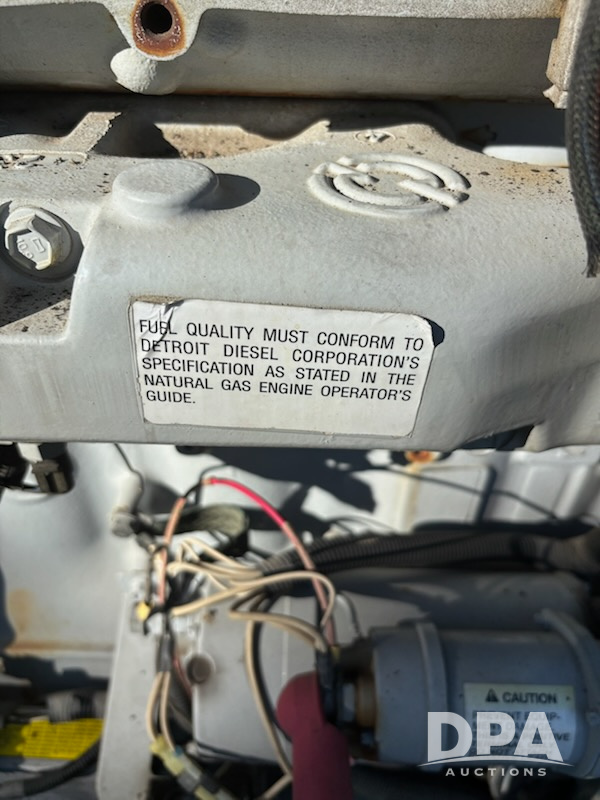 FUEL QUALITY MUST CONFORM TO
DETROIT DIESEL CORPORATION'S
SPECIFICATION AS STATED IN THE
NATURAL GAS ENGINE OPERATOR'S
GUIDE.
CAUTION
DPA
AUCTIONS